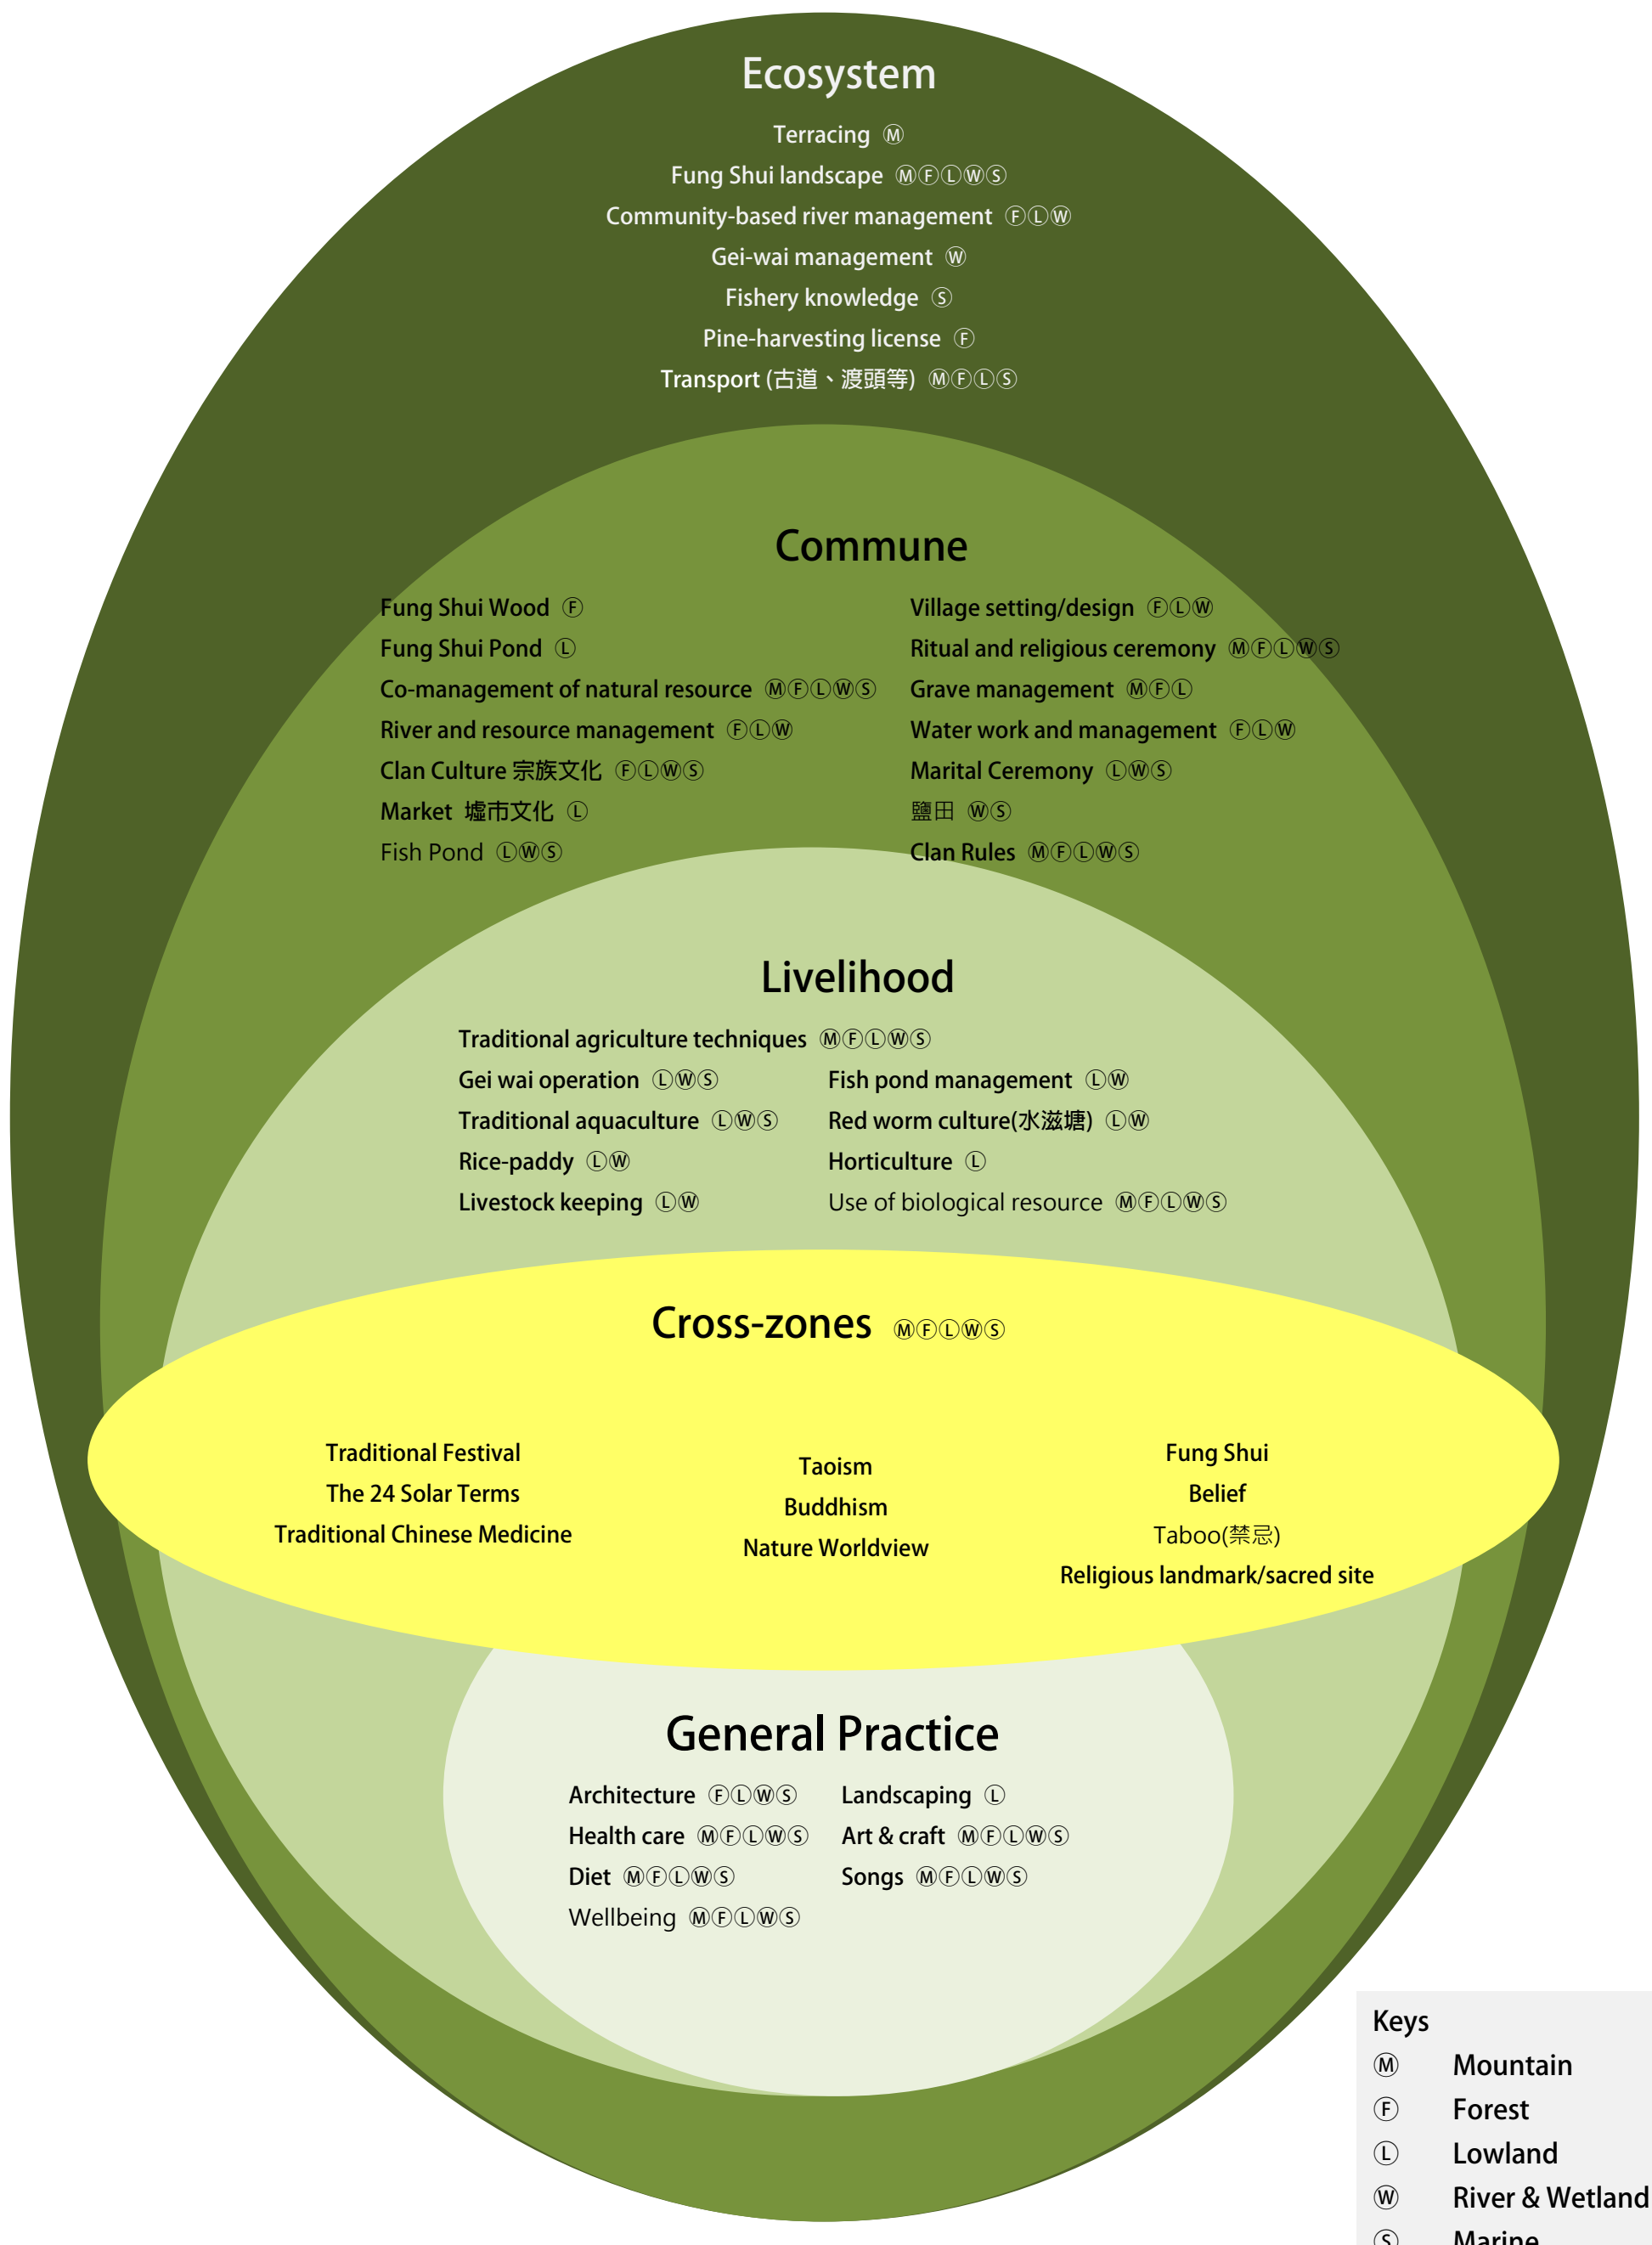 Ecosystem
Terracing Ⓜ
Fung Shui landscape ⓂⒻⓁⓌⓈ
Community-based river management ⒻⓁⓌ
Gei-wai management Ⓦ
Fishery knowledge Ⓢ
Pine-harvesting license Ⓕ
Transport (古道、渡頭等) ⓂⒻⓁⓈ
Commune
Fung Shui Wood Ⓕ
Fung Shui Pond Ⓛ
Co-management of natural resource ⓂⒻⓁⓌⓈ
River and resource management ⒻⓁⓌ
Clan Culture 宗族文化 ⒻⓁⓌⓈ
Market 墟市文化 Ⓛ
Fish Pond ⓁⓌⓈ
Village setting/design ⒻⓁⓌ
Ritual and religious ceremony ⓂⒻⓁⓌⓈ
Grave management ⓂⒻⓁ
Water work and management ⒻⓁⓌ
Marital Ceremony ⓁⓌⓈ
鹽田 ⓌⓈ
Clan Rules ⓂⒻⓁⓌⓈ
Livelihood
Traditional agriculture techniques ⓂⒻⓁⓌⓈ
Gei wai operation ⓁⓌⓈ
Traditional aquaculture ⓁⓌⓈ
Rice-paddy ⓁⓌ
Livestock keeping ⓁⓌ
Fish pond management ⓁⓌ
Red worm culture(水滋塘) ⓁⓌ
Horticulture Ⓛ
Use of biological resource ⓂⒻⓁⓌⓈ
Cross-zones ⓂⒻⓁⓌⓈ
Traditional Festival
The 24 Solar Terms
Traditional Chinese Medicine
Taoism
Buddhism
Nature Worldview
Fung Shui
Belief
Taboo(禁忌)
Religious landmark/sacred site
General Practice
Architecture ⒻⓁⓌⓈ
Health care ⓂⒻⓁⓌⓈ
Diet ⓂⒻⓁⓌⓈ
Wellbeing ⓂⒻⓁⓌⓈ
Landscaping Ⓛ
Art & craft ⓂⒻⓁⓌⓈ
Songs ⓂⒻⓁⓌⓈ
Keys
Ⓜ Mountain
Ⓕ Forest
Ⓛ Lowland
Ⓦ River & Wetland
Ⓢ Marine